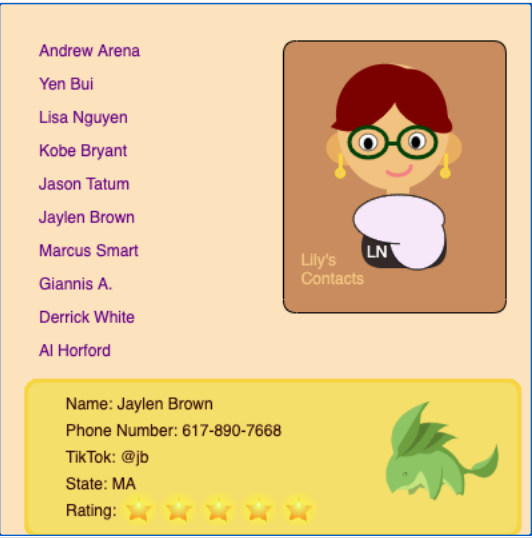 Andrew Arena
Yen Bui
Lisa Nguyen
Kobe Bryant
Jason Tatum
Jaylen Brown
Marcus Smart
Giannis A.
Derrick White
Al Horford
LN
Lily's
Contacts
Name: Jaylen Brown
Phone Number: 617-890-7668
TikTok: @jb
State: MA
Rating: